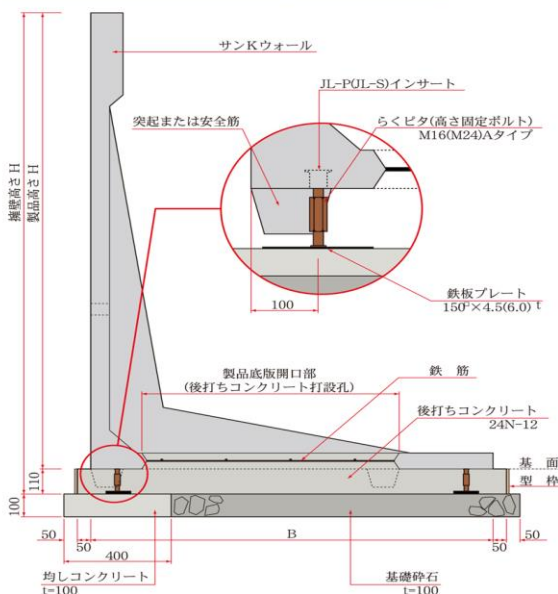 サンKウォール
JL-P(JL-S)インサート
突起または安全筋
らくピタ(高さ固定ボルト)
M16(M24)Aタイプ
擁壁高さ H
製品高さ H
100
鉄板プレート
150□×4.5(6.0) t
製品底版開口部
(後打ちコンクリート打設孔)
鉄 筋
後打ちコンクリート
24N-12
基 面
型 枠
110
100
50
50
B
50
50
400
均しコンクリート
t=100
基礎砕石
t=100